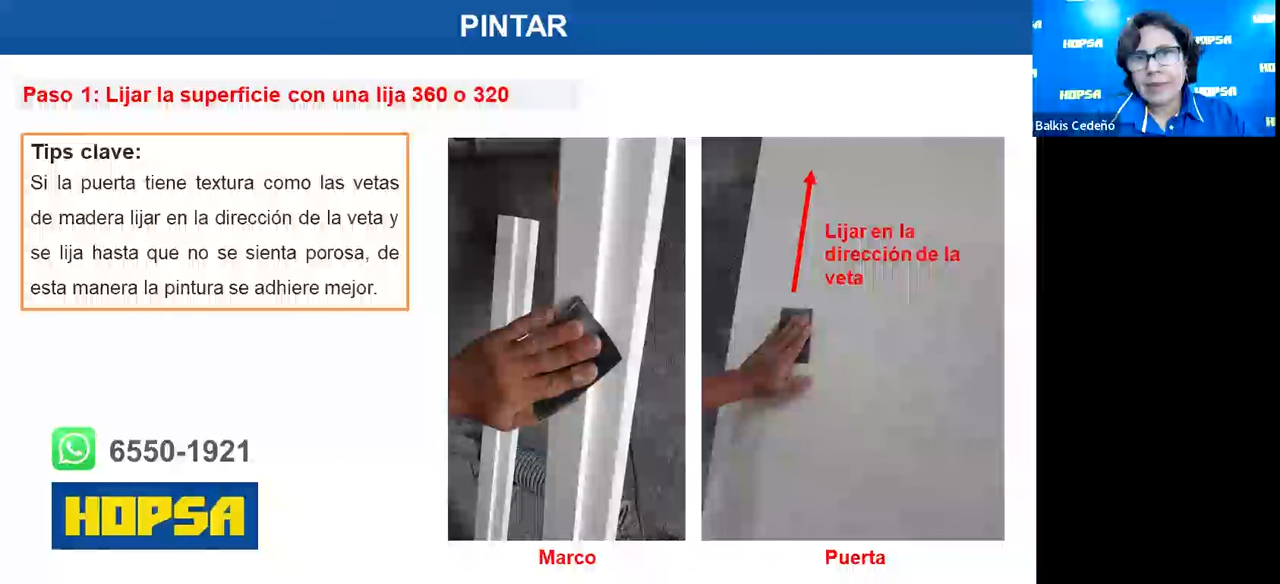 PINTAR
Paso 1: Lijar la superficie con una lija 360 o 320
Tips clave:
Si la puerta tiene textura como las vetas
de madera lijar en la dirección de la veta y
se lija hasta que no se sienta porosa, de
esta manera la pintura se adhiere mejor.
Lijar en la
dirección de la
veta
6550-1921
HOPSA
Marco
Puerta
HOPSA
HOPSA
HOPSA
Balkis Cedeño